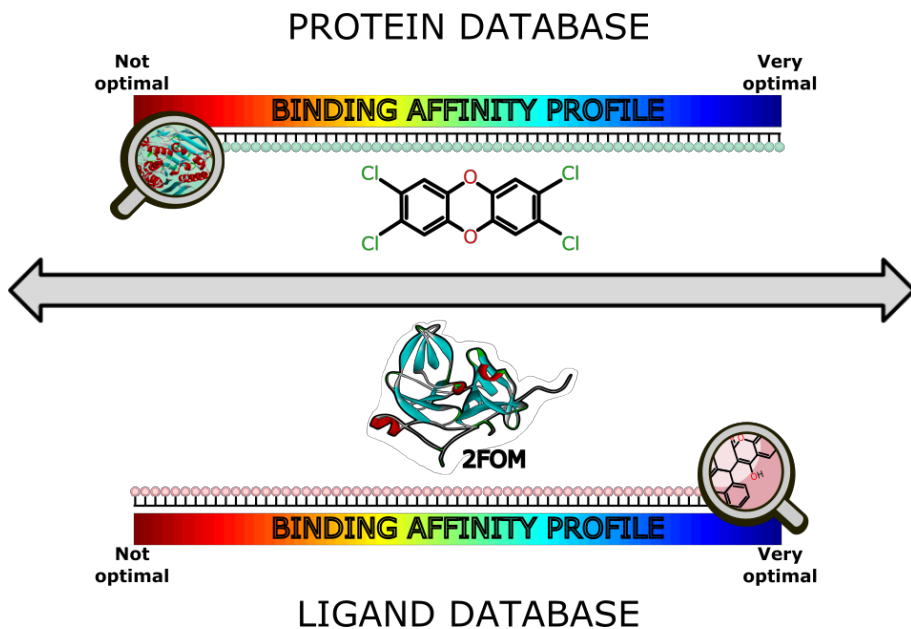 PROTEIN DATABASE
Not
optimal
Very
optimal
BINDING AFFINITY PROFILE
Cl
Cl
O
O
Cl
Cl
2FOM
O
OH
BINDING AFFINITY PROFILE
Not
optimal
Very
optimal
LIGAND DATABASE